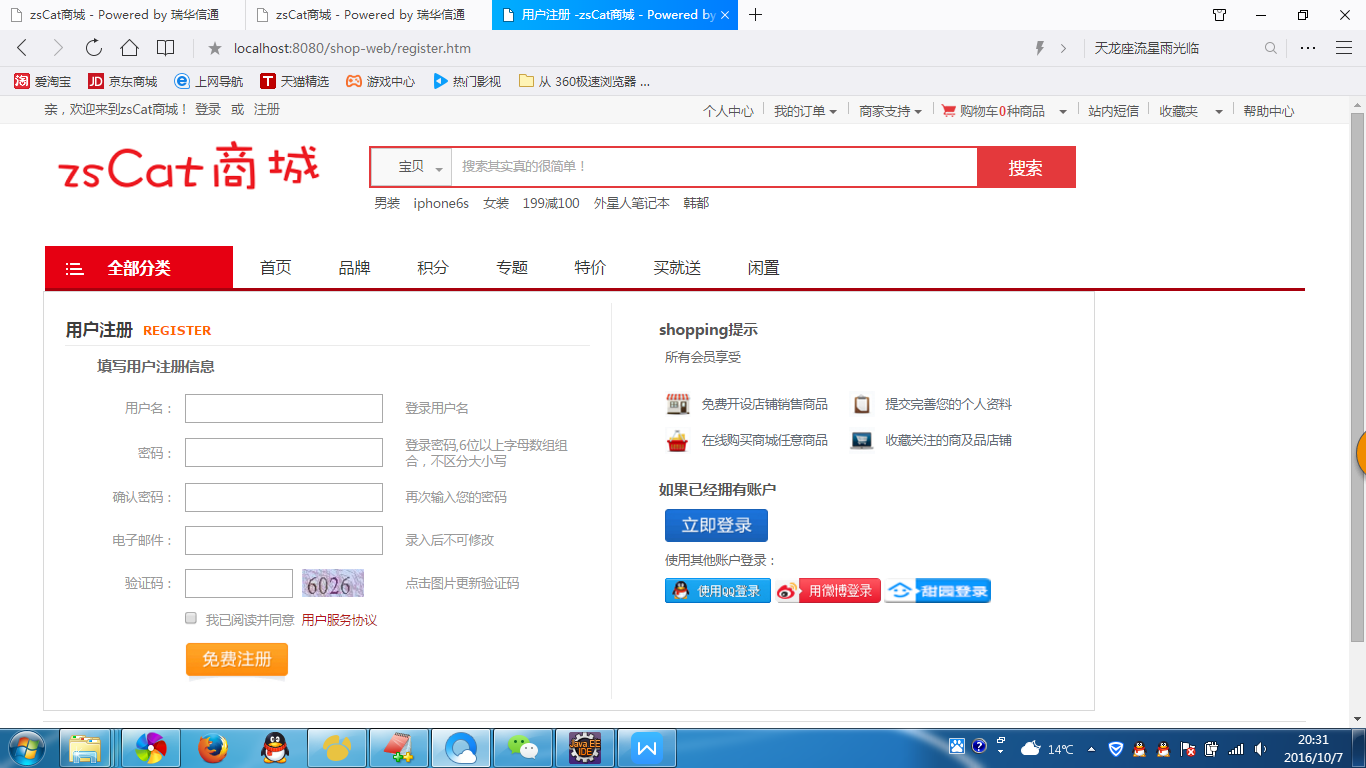 zsCat商城 - Powered by 瑞华信通
zsCat商城 - Powered by 瑞华信通
用户注册 -zsCat商城 - Powered by
localhost:8080/shop-web/register.htm
天龙座流星雨光临
淘 爱淘宝 JD 京东商城 上网导航 T 天猫精选 游戏中心 热门影视 从 360极速浏览器 ...
亲，欢迎来到zsCat商城！ 登录 或 注册
个人中心 我的订单 商家支持 购物车0种商品 站内短信 收藏夹 帮助中心
zsCat商城
宝贝 搜索其实真的很简单！ 搜索
男装 iphone6s 女装 199减100 外星人笔记本 韩都
全部分类 首页 品牌 积分 专题 特价 买就送 闲置
用户注册 REGISTER
填写用户注册信息
用户名： 登录用户名
密码： 登录密码,6位以上字母数组组
合，不区分大小写
确认密码： 再次输入您的密码
电子邮件： 录入后不可修改
验证码： 6026 点击图片更新验证码
我已阅读并同意 用户服务协议
免费注册
shopping提示
所有会员享受
免费开设店铺销售商品 提交完善您的个人资料
在线购买商城任意商品 收藏关注的商及品店铺
如果已经拥有账户
立即登录
使用其他账户登录：
使用QQ登录 用微博登录 甜园登录
Java EE
IDE
14℃
20:31
2016/10/7